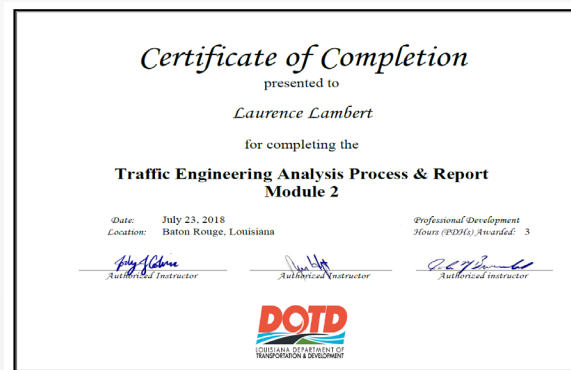 Certificate of Completion
presented to
Laurence Lambert
for completing the
Traffic Engineering Analysis Process & Report
Module 2
Date: July 23, 2018
Location: Baton Rouge, Louisiana
Professional Development
Hours (PDHs) Awarded: 3
Authorized Instructor
Authorized Instructor
Authorized instructor
DOTD
LOUISIANA DEPARTMENT OF
TRANSPORTATION & DEVELOPMENT